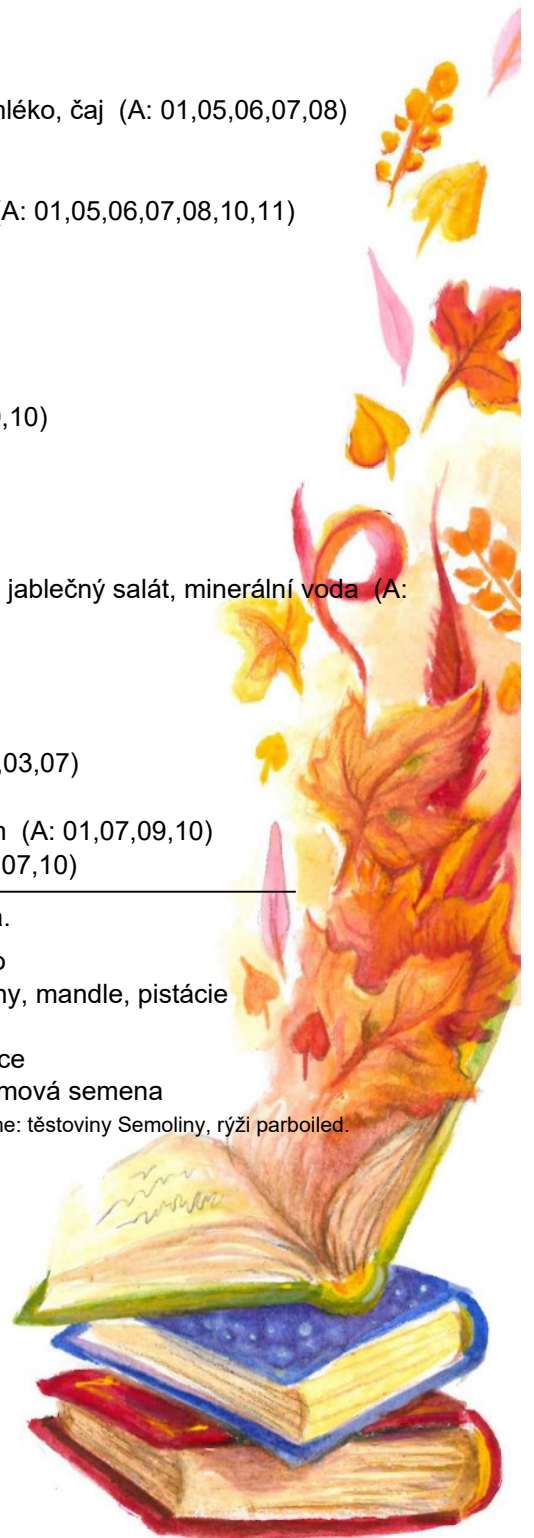 mléko, čaj (A: 01,05,06,07,08)
(A: 01,05,06,07,08,10,11)
,10)
jablečný salát, minerální voda (A:
,03,07)
(A: 01,07,09,10)
07,10)
ny, mandle, pistácie
ce
mová semena
ne: těstoviny Semoliny, rýži parboiled.